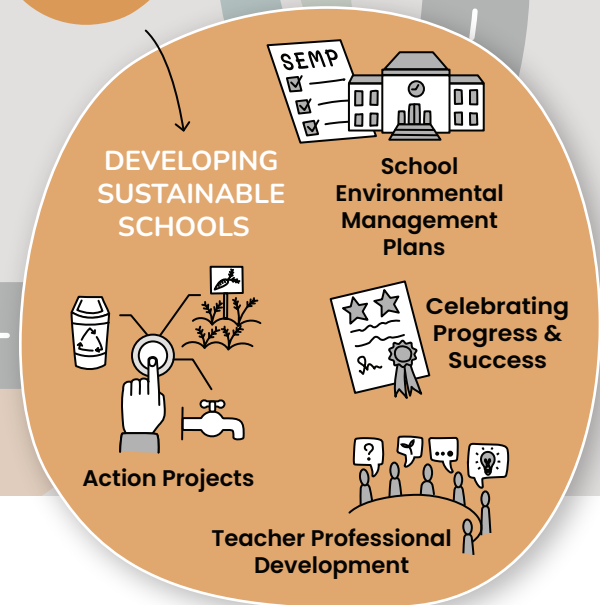 SEMP
DEVELOPING
SUSTAINABLE
SCHOOLS
School
Environmental
Management
Plans
Celebrating
Progress &
Success
Action Projects
?
Teacher Professional
Development